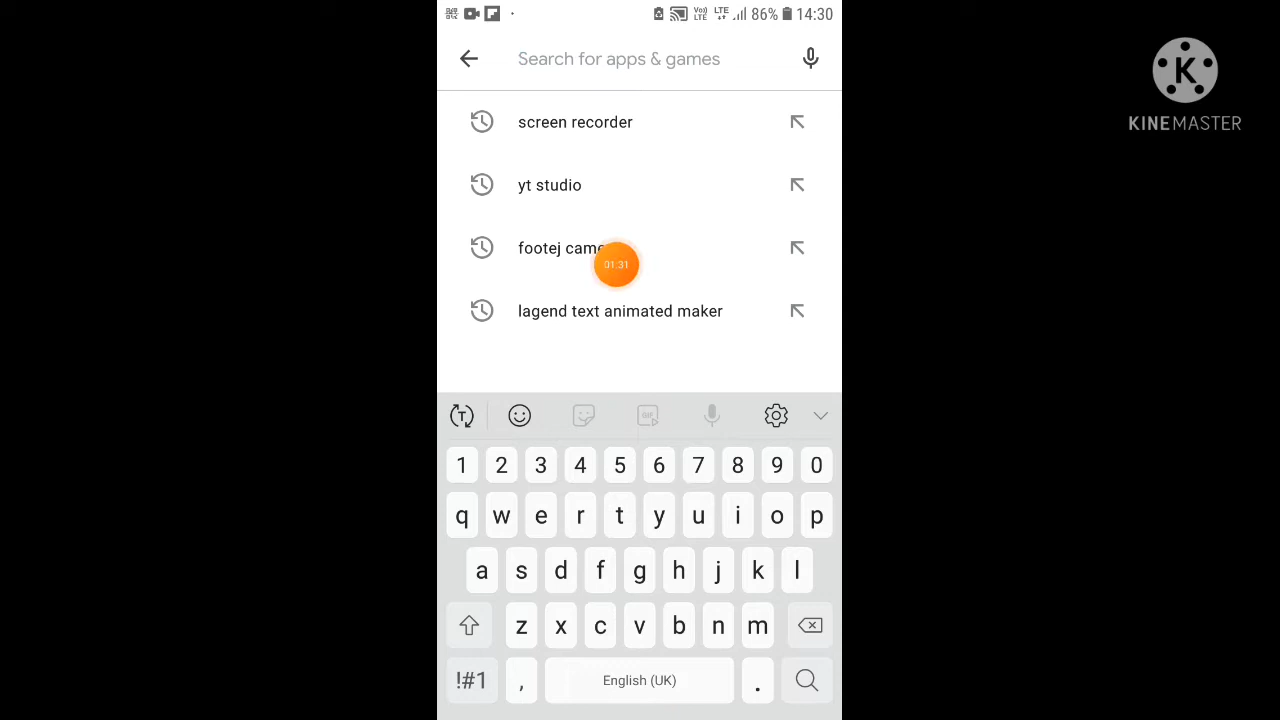 86% 14:30
Search for apps & games
screen recorder
yt studio
footej came
01:31
lagend text animated maker
1 2 3 4 5 6 7 8 9 0
q w e r t y u i o p
a s d f g h j k l
z x c v b n m
!#1 , English (UK) .
K
KINEMASTER